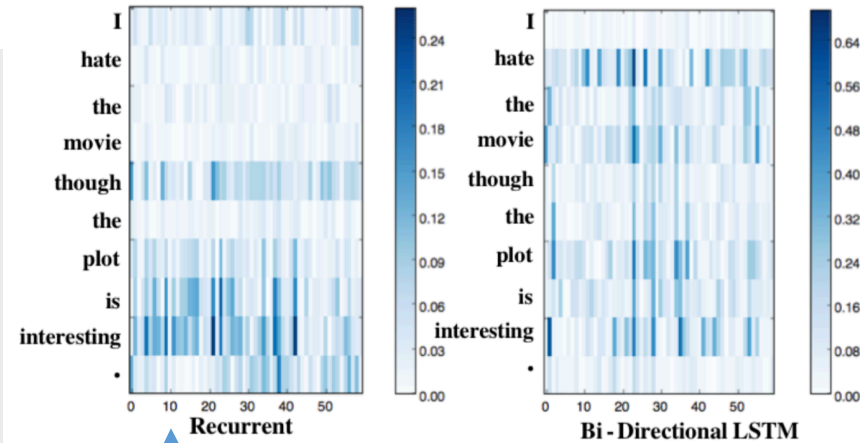 I
hate
the
movie
though
the
plot
is
interesting
.
0.24
0.21
0.18
0.15
0.12
0.09
0.06
0.03
0.00
0 10 20 30 40 50
Recurrent
I
hate
the
movie
though
the
plot
is
interesting
.
0.64
0.56
0.48
0.40
0.32
0.24
0.16
0.08
0.00
0 10 20 30 40 50
Bi - Directional LSTM